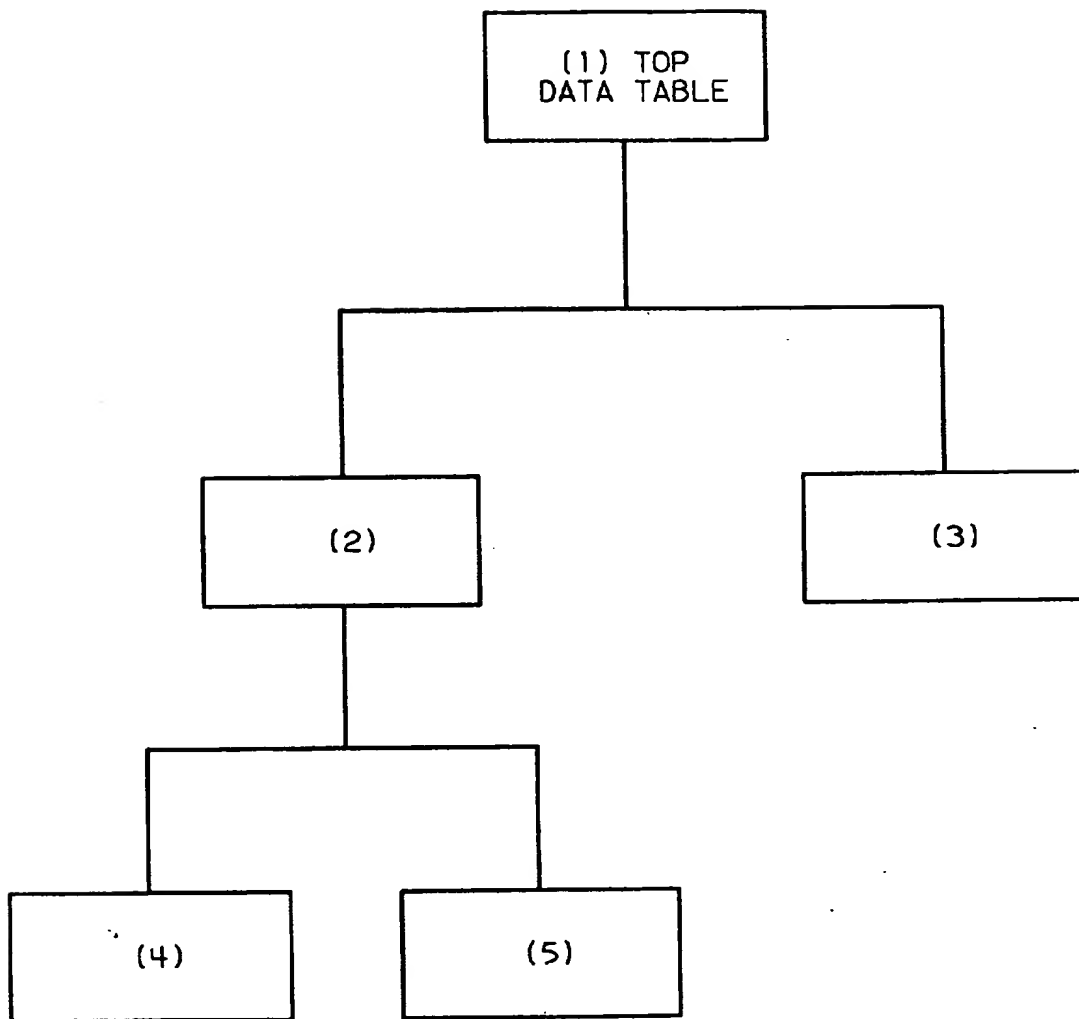 (1) TOP
DATA TABLE
(2)
(3)
(4)
(5)